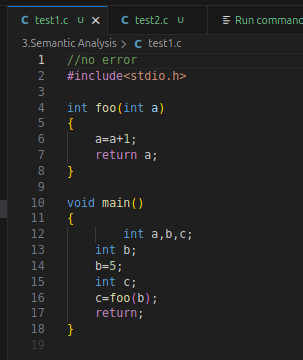 test1.c U × test2.c U Run command
3.Semantic Analysis > test1.c
1 //no error
2 #include<stdio.h>
3
4 int foo(int a)
5 {
6 a=a+1;
7 return a;
8 }
9
10 void main()
11 {
12 int a,b,c;
13 int b;
14 b=5;
15 int c;
16 c=foo(b);
17 return;
18 }
19